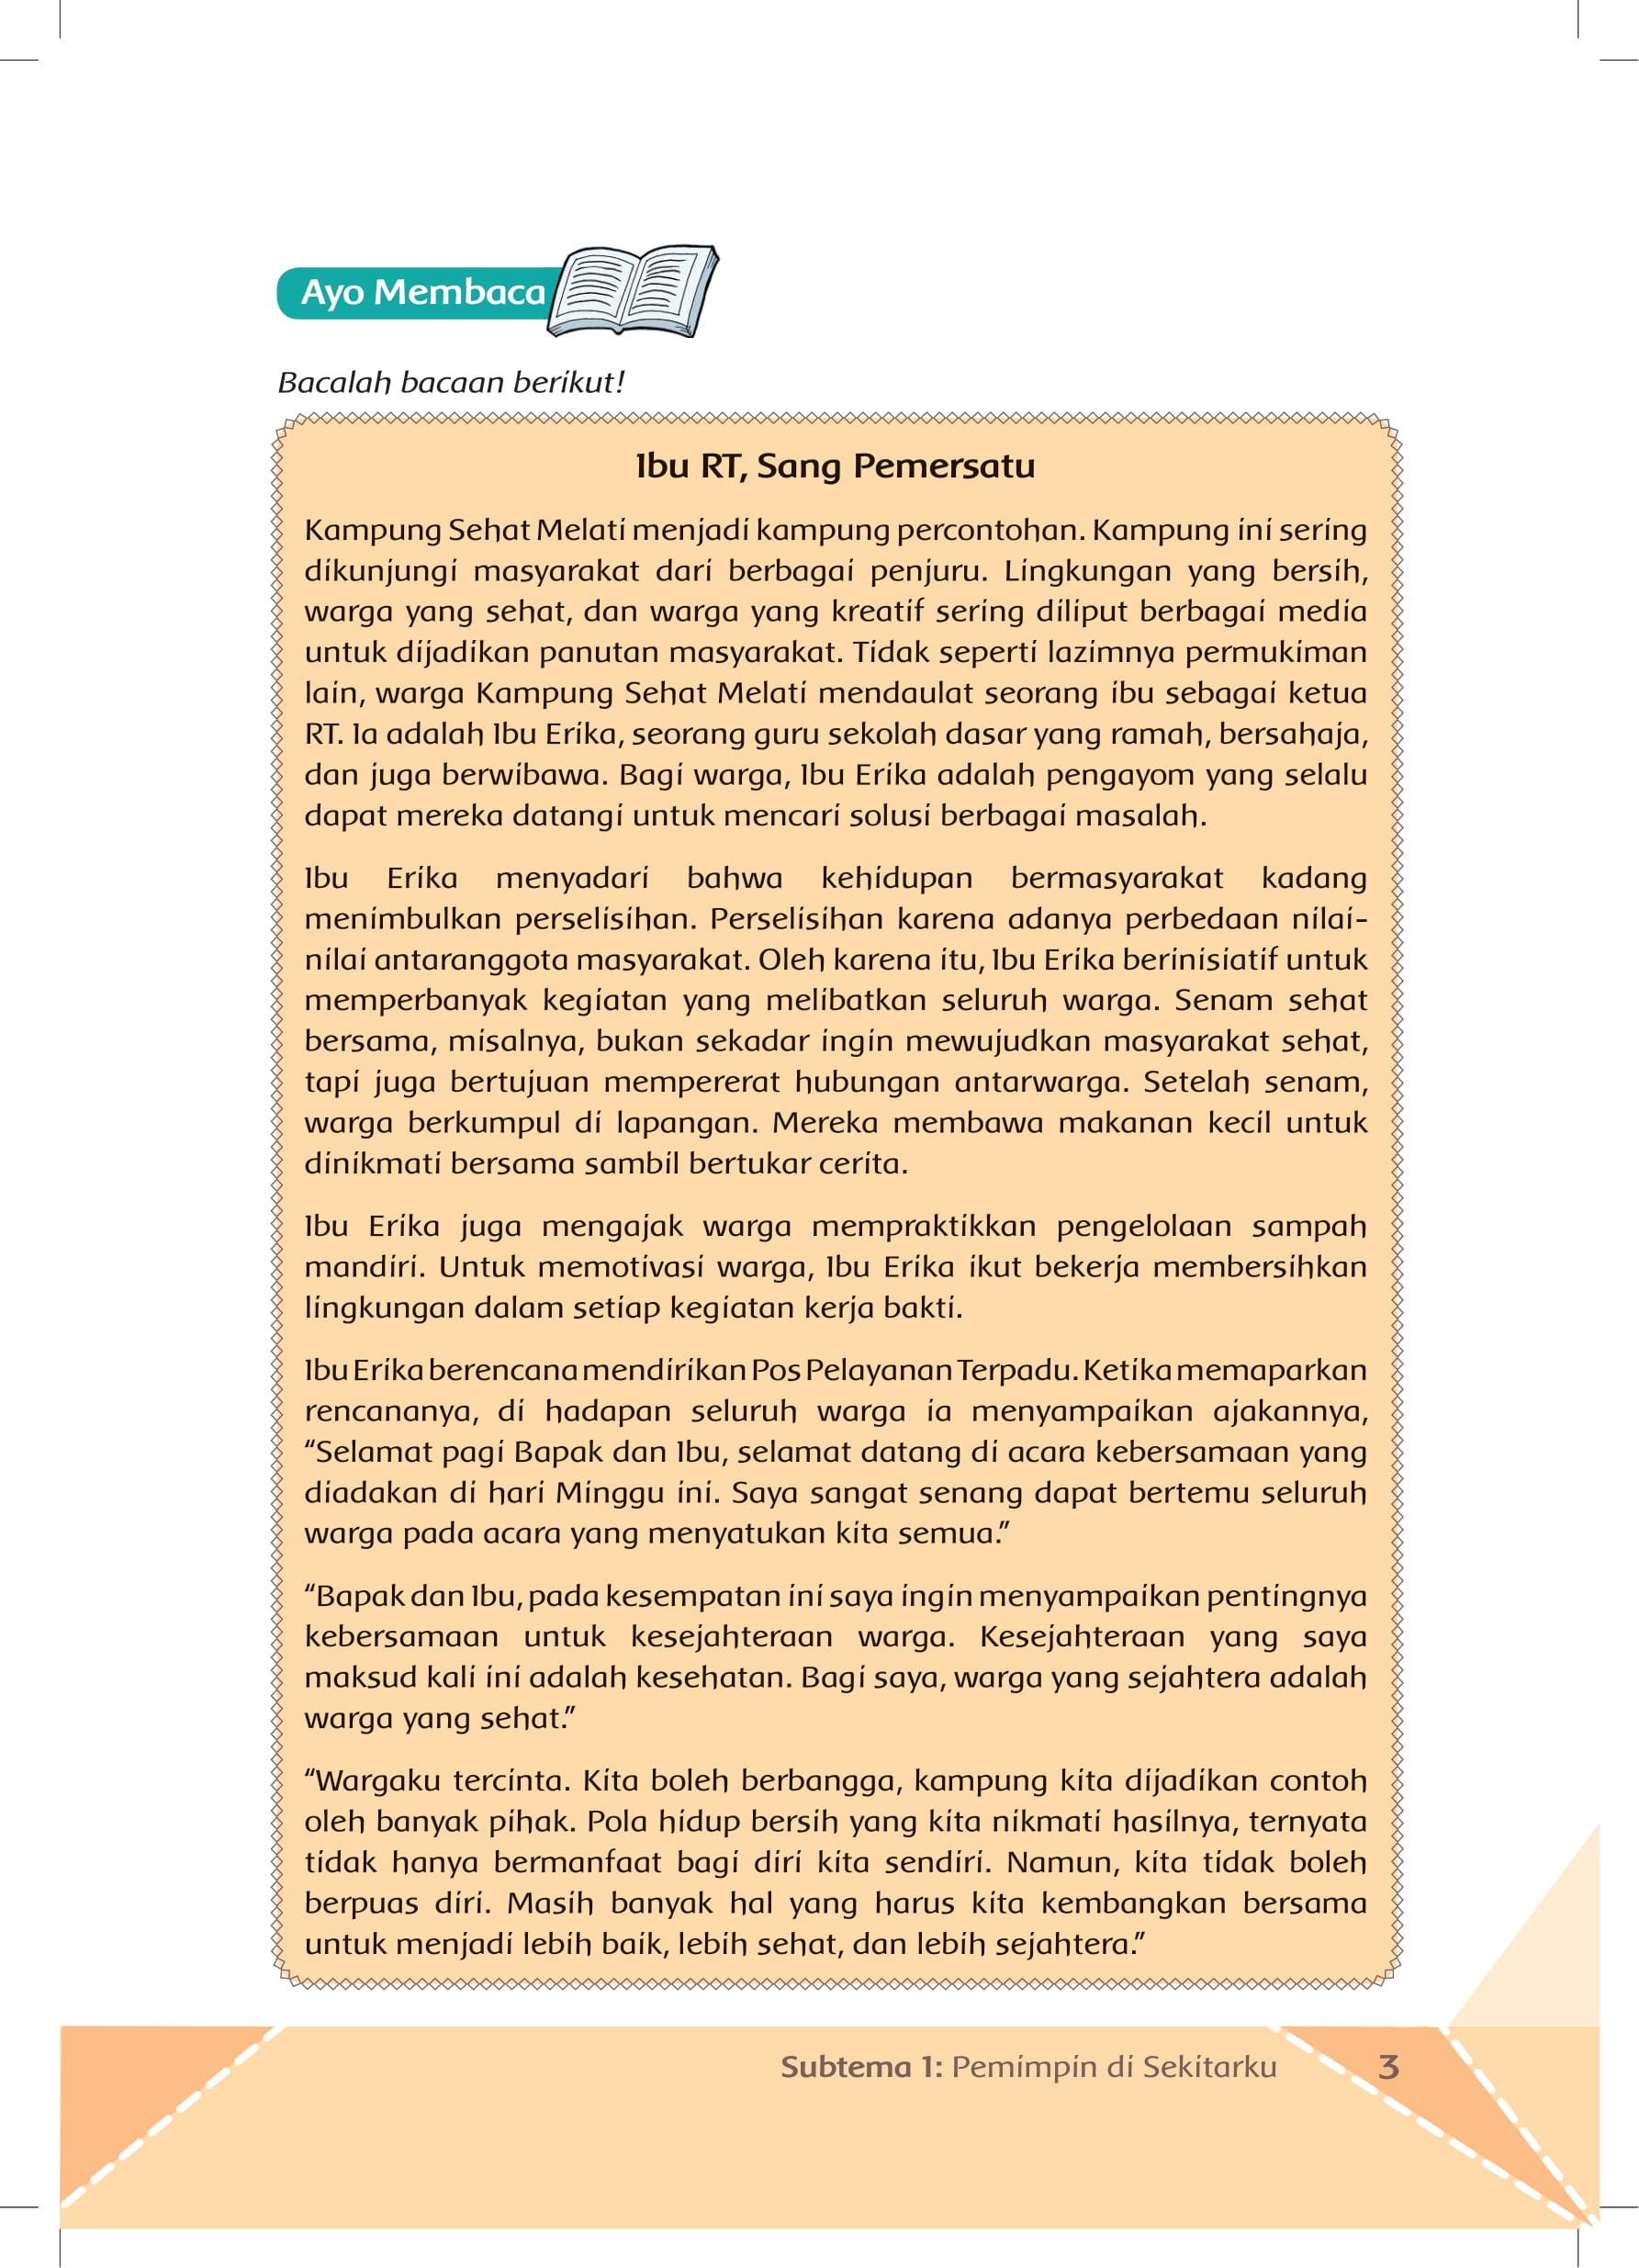 Ayo Membaca
Bacalah bacaan berikut!
Ibu RT, Sang Pemersatu
Kampung Sehat Melati menjadi kampung percontohan. Kampung ini sering
dikunjungi masyarakat dari berbagai penjuru. Lingkungan yang bersih,
warga yang sehat, dan warga yang kreatif sering diliput berbagai media
untuk dijadikan panutan masyarakat. Tidak seperti lazimnya permukiman
lain, warga Kampung Sehat Melati mendaulat seorang ibu sebagai ketua
RT. Ia adalah Ibu Erika, seorang guru sekolah dasar yang ramah, bersahaja,
dan juga berwibawa. Bagi warga, Ibu Erika adalah pengayom yang selalu
dapat mereka datangi untuk mencari solusi berbagai masalah.
Ibu Erika menyadari bahwa kehidupan bermasyarakat kadang
menimbulkan perselisihan. Perselisihan karena adanya perbedaan nilai-
nilai antaranggota masyarakat. Oleh karena itu, Ibu Erika berinisiatif untuk
memperbanyak kegiatan yang melibatkan seluruh warga. Senam sehat
bersama, misalnya, bukan sekadar ingin mewujudkan masyarakat sehat,
tapi juga bertujuan mempererat hubungan antarwarga. Setelah senam,
warga berkumpul di lapangan. Mereka membawa makanan kecil untuk
dinikmati bersama sambil bertukar cerita.
Ibu Erika juga mengajak warga mempraktikkan pengelolaan sampah
mandiri. Untuk memotivasi warga, Ibu Erika ikut bekerja membersihkan
lingkungan dalam setiap kegiatan kerja bakti.
Ibu Erika berencana mendirikan Pos Pelayanan Terpadu. Ketika memaparkan
rencananya, di hadapan seluruh warga ia menyampaikan ajakannya,
“Selamat pagi Bapak dan Ibu, selamat datang di acara kebersamaan yang
diadakan di hari Minggu ini. Saya sangat senang dapat bertemu seluruh
warga pada acara yang menyatukan kita semua.”
“Bapak dan Ibu, pada kesempatan ini saya ingin menyampaikan pentingnya
kebersamaan untuk kesejahteraan warga. Kesejahteraan yang saya
maksud kali ini adalah kesehatan. Bagi saya, warga yang sejahtera adalah
warga yang sehat.”
“Wargaku tercinta. Kita boleh berbangga, kampung kita dijadikan contoh
oleh banyak pihak. Pola hidup bersih yang kita nikmati hasilnya, ternyata
tidak hanya bermanfaat bagi diri kita sendiri. Namun, kita tidak boleh
berpuas diri. Masih banyak hal yang harus kita kembangkan bersama
untuk menjadi lebih baik, lebih sehat, dan lebih sejahtera.”
Subtema 1: Pemimpin di Sekitarku 3